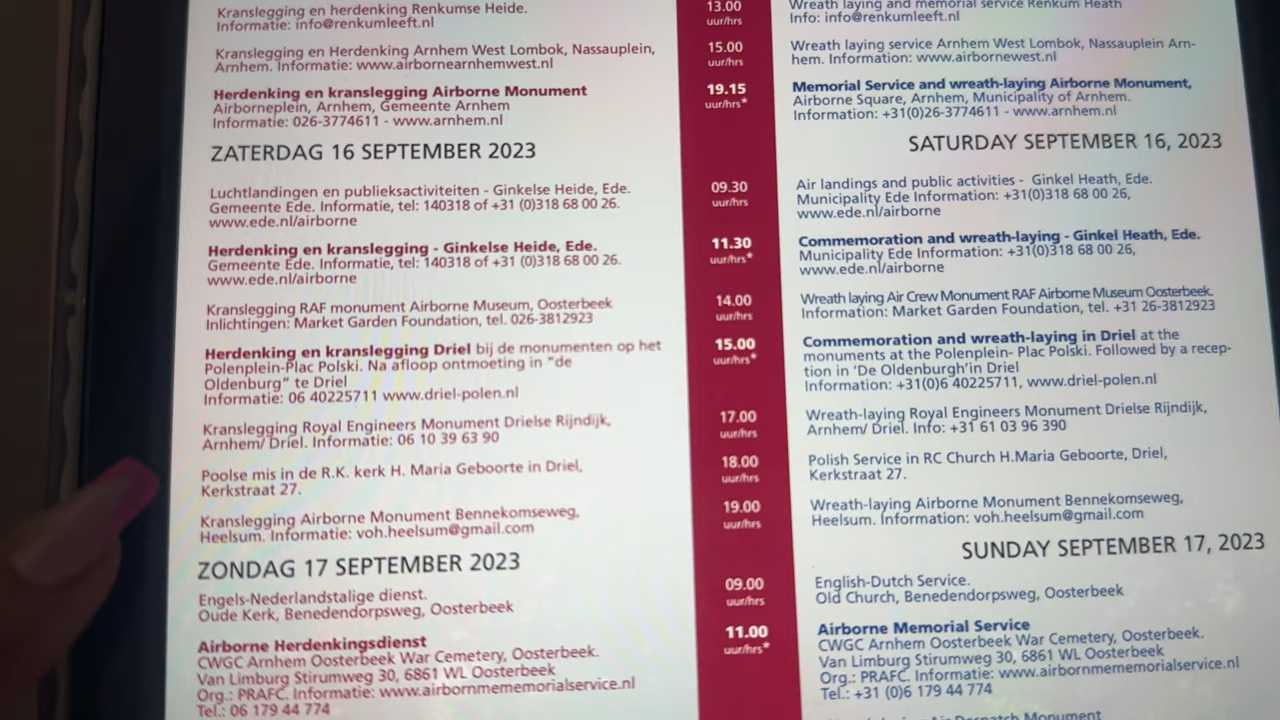 Kranslegging en herdenking Renkumse Heide.
Informatie: info@renkumleeft.nl
13.00
uur/hrs
Wreath laying and memorial service Renkum Heath
Info: info@renkumleeft.nl
Kranslegging en Herdenking Arnhem West Lombok, Nassauplein,
Arnhem. Informatie: www.airbornearnhemwest.nl
15.00
uur/hrs
Wreath laying service Arnhem West Lombok, Nassauplein Arn-
hem. Information: www.airbornewest.nl
Herdenking en kranslegging Airborne Monument
Airborneplein, Arnhem, Gemeente Arnhem
Informatie: 026-3774611 - www.arnhem.nl
19.15
uur/hrs*
Memorial Service and wreath-laying Airborne Monument,
Airborne Square, Arnhem, Municipality of Arnhem.
Information: +31(0)26-3774611 - www.arnhem.nl
ZATERDAG 16 SEPTEMBER 2023
SATURDAY SEPTEMBER 16, 2023
Luchtlandingen en publieksactiviteiten - Ginkelse Heide, Ede.
Gemeente Ede. Informatie, tel: 140318 of +31 (0)318 68 00 26.
www.ede.nl/airborne
09.30
uur/hrs
Air landings and public activities - Ginkel Heath, Ede.
Municipality Ede Information: +31(0)318 68 00 26,
www.ede.nl/airborne
Herdenking en kranslegging - Ginkelse Heide, Ede.
Gemeente Ede. Informatie, tel: 140318 of +31 (0)318 68 00 26.
www.ede.nl/airborne
11.30
uur/hrs*
Commemoration and wreath-laying - Ginkel Heath, Ede.
Municipality Ede Information: +31(0)318 68 00 26,
www.ede.nl/airborne
Kranslegging RAF monument Airborne Museum, Oosterbeek
Inlichtingen: Market Garden Foundation, tel. 026-3812923
14.00
uur/hrs
Wreath laying Air Crew Monument RAF Airborne Museum Oosterbeek.
Information: Market Garden Foundation, tel. +31 26-3812923
Herdenking en kranslegging Driel bij de monumenten op het
Polenplein-Plac Polski. Na afloop ontmoeting in "de
Oldenburg" te Driel
Informatie: 06 40225711 www.driel-polen.nl
15.00
uur/hrs*
Commemoration and wreath-laying in Driel at the
monuments at the Polenplein- Plac Polski. Followed by a recep-
tion in 'De Oldenburgh'in Driel
Information: +31(0)6 40225711, www.driel-polen.nl
Kranslegging Royal Engineers Monument Drielse Rijndijk,
Arnhem/ Driel. Informatie: 06 10 39 63 90
17.00
uur/hrs
Wreath-laying Royal Engineers Monument Drielse Rijndijk,
Arnhem/ Driel. Info: +31 61 03 96 390
Poolse mis in de R.K. kerk H. Maria Geboorte in Driel,
Kerkstraat 27.
18.00
uur/hrs
Polish Service in RC Church H.Maria Geboorte, Driel,
Kerkstraat 27.
Kranslegging Airborne Monument Bennekomseweg,
Heelsum. Informatie: voh.heelsum@gmail.com
19.00
uur/hrs
Wreath-laying Airborne Monument Bennekomseweg,
Heelsum. Information: voh.heelsum@gmail.com
ZONDAG 17 SEPTEMBER 2023
SUNDAY SEPTEMBER 17, 2023
Engels-Nederlandstalige dienst.
Oude Kerk, Benedendorpsweg, Oosterbeek
09.00
uur/hrs
English-Dutch Service.
Old Church, Benedendorpsweg, Oosterbeek
Airborne Herdenkingsdienst
CWGC Arnhem Oosterbeek War Cemetery, Oosterbeek.
Van Limburg Stirumweg 30, 6861 WL Oosterbeek
Org.: PRAFC. Informatie: www.airbornmememorialservice.nl
Tel.: 06 179 44 774
11.00
uur/hrs*
Airborne Memorial Service
CWGC Arnhem Oosterbeek War Cemetery, Oosterbeek.
Van Limburg Stirumweg 30, 6861 WL Oosterbeek
Org.: PRAFC. Informatie: www.airbornmememorialservice.nl
Tel.: +31 (0)6 179 44 774
Monument